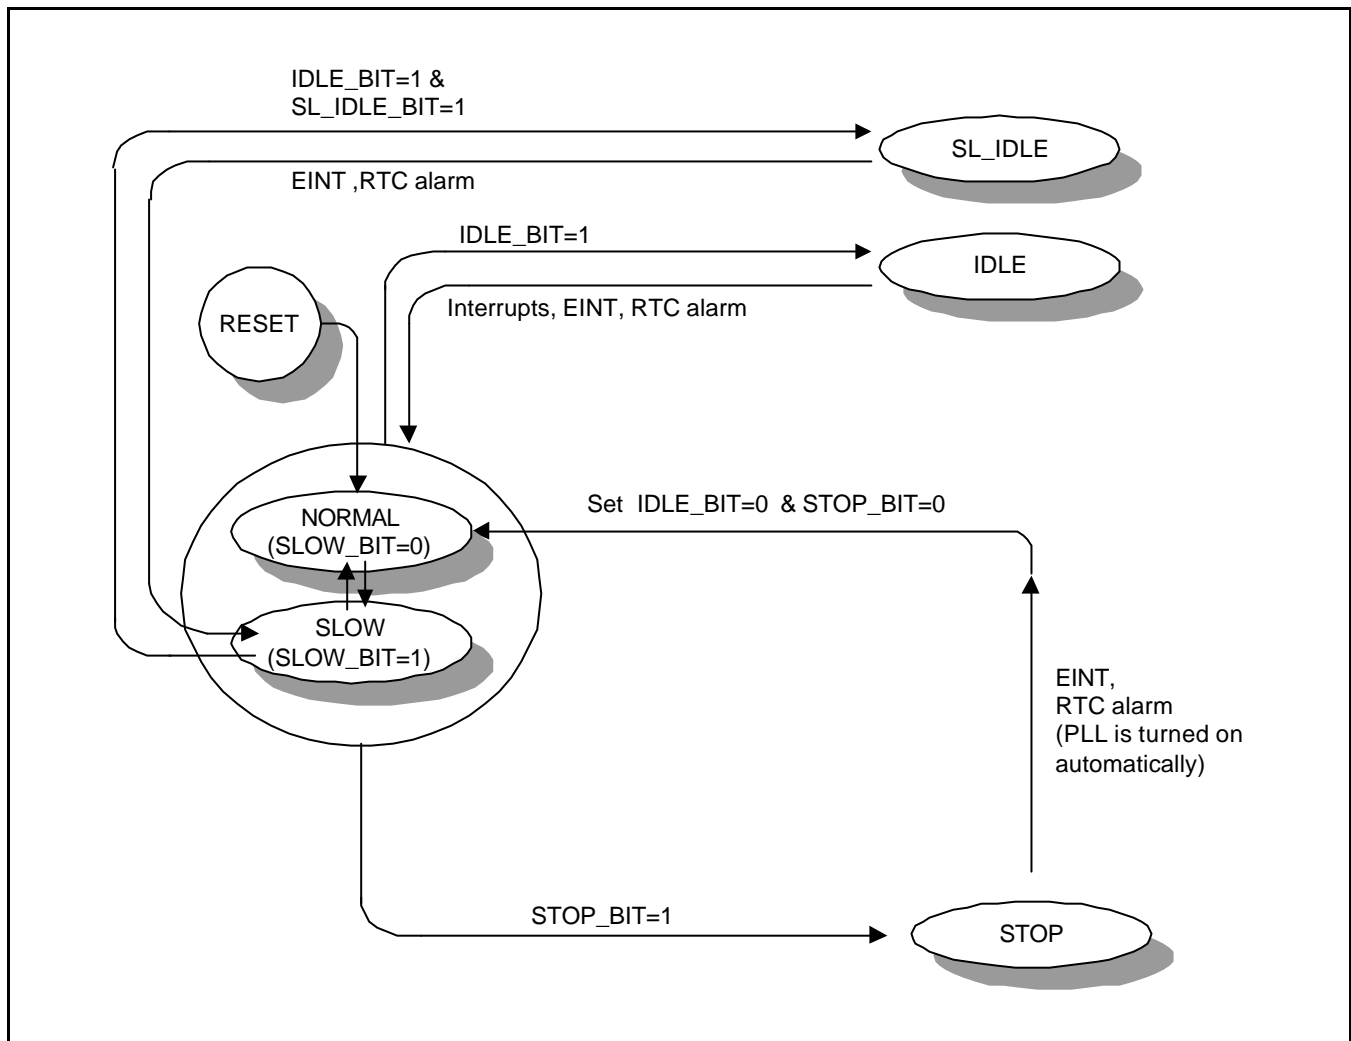 IDLE_BIT=1 &
SL_IDLE_BIT=1
SL_IDLE
EINT ,RTC alarm
IDLE_BIT=1
IDLE
Interrupts, EINT, RTC alarm
RESET
Set IDLE_BIT=0 & STOP_BIT=0
NORMAL
(SLOW_BIT=0)
SLOW
(SLOW_BIT=1)
EINT,
RTC alarm
(PLL is turned on
automatically)
STOP_BIT=1
STOP